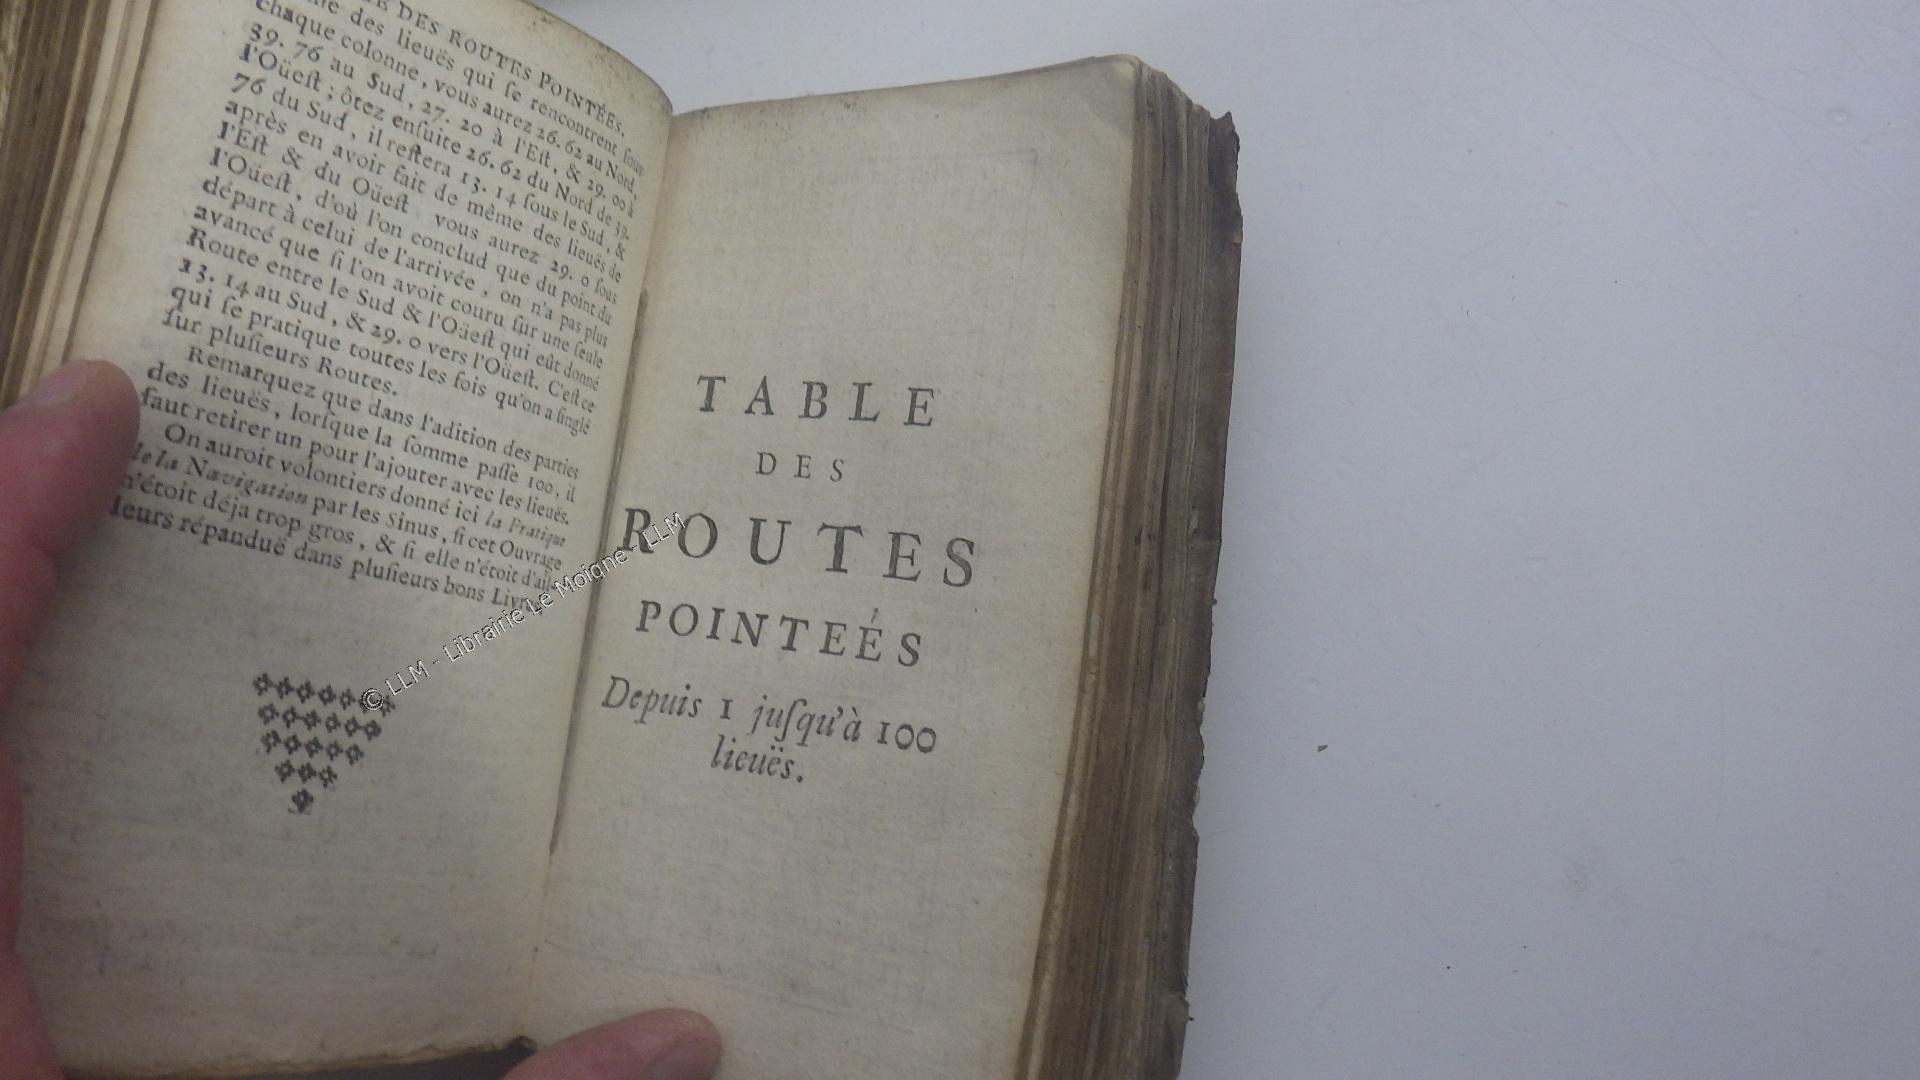 DES ROUTES POINTÉES.
des lieuës qui ſe rencontrent ſous
chaque colonne, vous aurez 26. 62 au Nord,
39. 76 au Sud, 27. 20 à l'Eſt, & 29. 00 à
l'Oüeſt ; ôtez enſuite 26. 62 du Nord de 39.
76 du Sud, il reſtera 13. 14 ſous le Sud, &
après en avoir fait de même des lieuës de
l'Eſt & du Oüeſt vous aurez 29. 0 ſous
l'Oüeſt, d'où l'on conclud que du point du
départ à celui de l'arrivée, on n'a pas plus
avancé que ſi l'on avoit couru ſur une ſeule
Route entre le Sud & l'Oüeſt qui eût donné
13. 14 au Sud, & 29. 0 vers l'Oüeſt. C'eſt ce
qui ſe pratique toutes les fois qu'on a ſinglé
ſur pluſieurs Routes.
Remarquez que dans l'adition des parties
des lieuës, lorſque la ſomme paſſe 100, il
faut retirer un pour l'ajouter avec les lieuës.
On auroit volontiers donné ici la Pratique
de la Navigation par les Sinus, ſi cet Ouvrage
n'étoit déja trop gros, & ſi elle n'étoit d'ail-
leurs répanduë dans pluſieurs bons Livres.
TABLE
DES
ROUTES
POINTEÉS
Depuis 1 juſqu'à 100
lieuës.
© LLM - Librairie Le Moigne - LLM